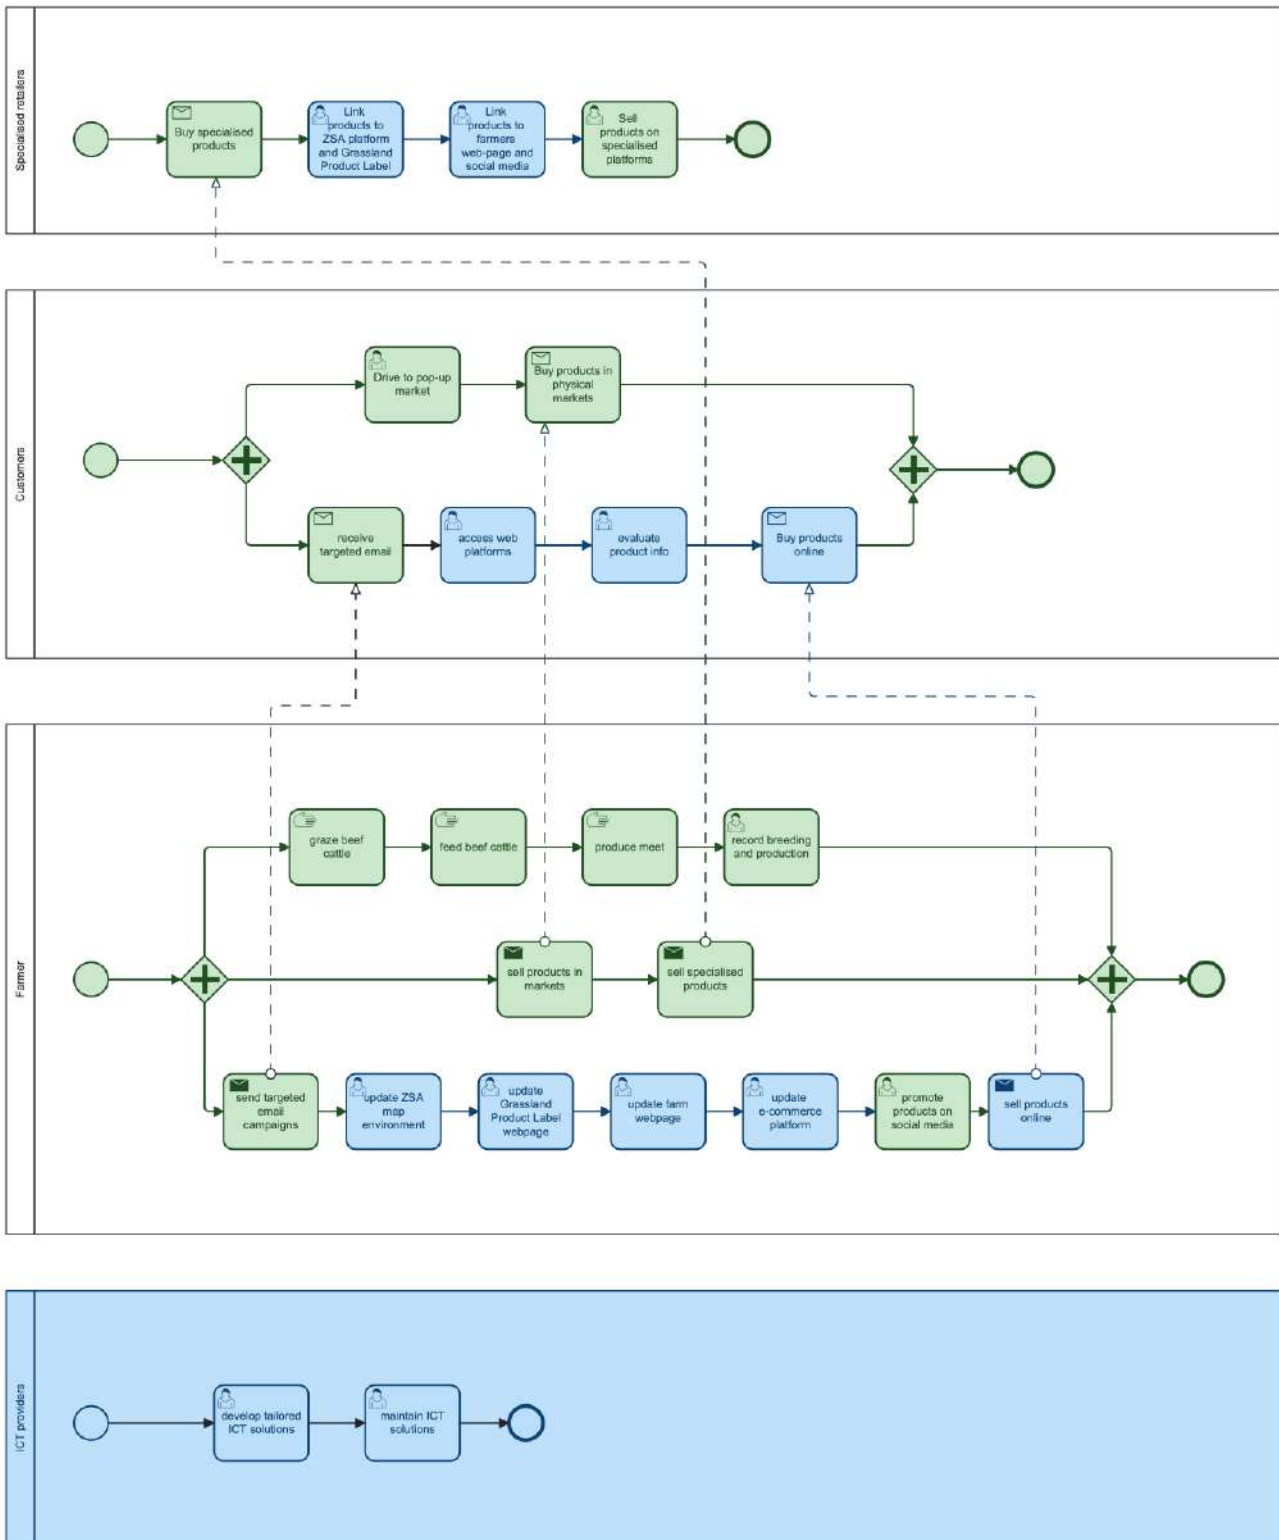 Specialised retailers
Buy specialised
products
Link
products to
ZSA platform
and Grassland
Product Label
Link
products to
farmers
web-page and
social media
Sell
products on
specialised
platforms
Customers
Drive to pop-up
market
Buy products in
physical
markets
receive
targeted email
access web
platforms
evaluate
product info
Buy products
online
Farmer
graze beef
cattle
feed beef cattle
produce meet
record breeding
and production
sell products in
markets
sell specialised
products
send targeted
email
campaigns
update ZSA
map
environment
update
Grassland
Product Label
webpage
update farm
webpage
update
e-commerce
platform
promote
products on
social media
sell products
online
ICT providers
develop tailored
ICT solutions
maintain ICT
solutions